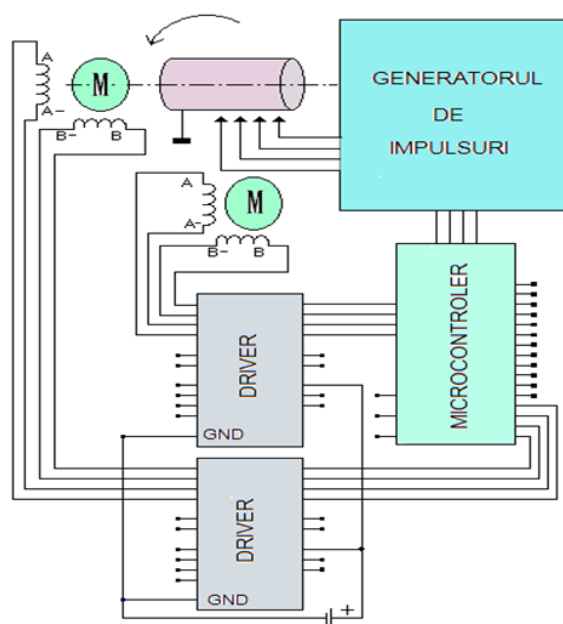 A
M
A-
B- B
GENERATORUL
DE
IMPULSURI
A
M
A-
B- B
MICROCONTROLER
DRIVER
GND
DRIVER
GND
+